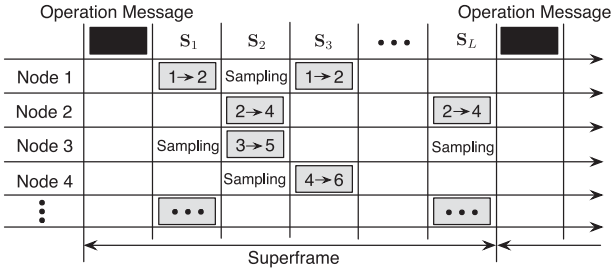 Operation Message Operation Message
S1 S2 S3 • • • SL
Node 1 1→2 Sampling 1→2
Node 2 2→4 2→4
Node 3 Sampling 3→5 Sampling
Node 4 Sampling 4→6
⋮ • • • • • •
Superframe